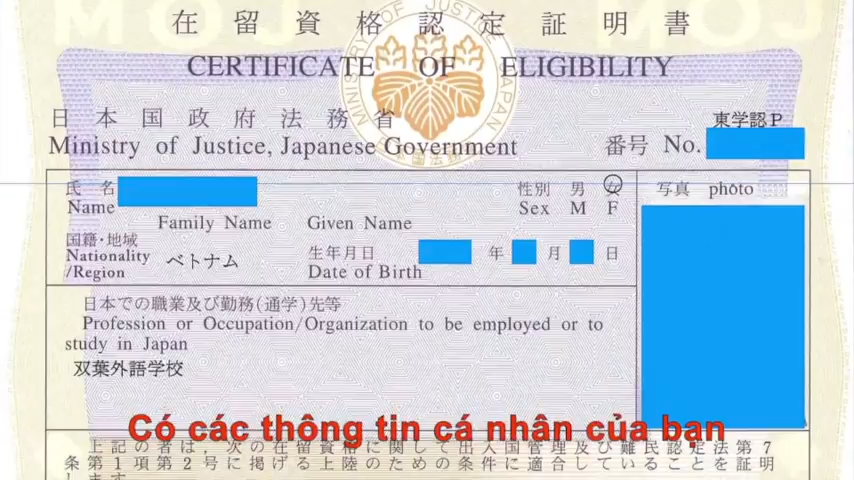 在留資格認定証明書
CERTIFICATE OF ELIGIBILITY
日本国政府法務省
Ministry of Justice, Japanese Government
東学認P
番号 No.
氏名
Name
Family Name Given Name
性別 男 女
Sex M F
写真 photo
国籍・地域
Nationality
/Region
ベトナム
生年月日 年 月 日
Date of Birth
日本での職業及び勤務(通学)先等
Profession or Occupation/Organization to be employed or to
study in Japan
双葉外語学校
Có các thông tin cá nhân của bạn
上記の者は、次の在留資格に関して出入国管理及び難民認定法第7
条第1項第2号に掲げる上陸のための条件に適合していることを証明
します